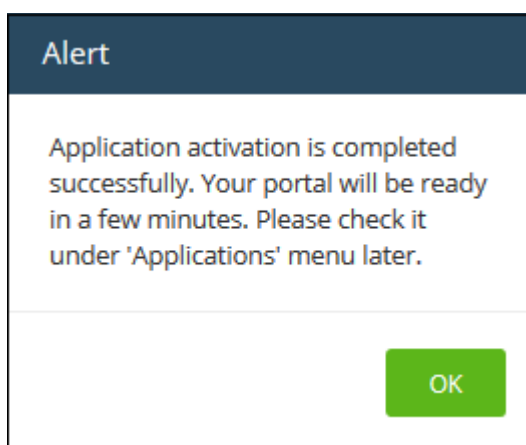 Alert
Application activation is completed
successfully. Your portal will be ready
in a few minutes. Please check it
under 'Applications' menu later.
OK